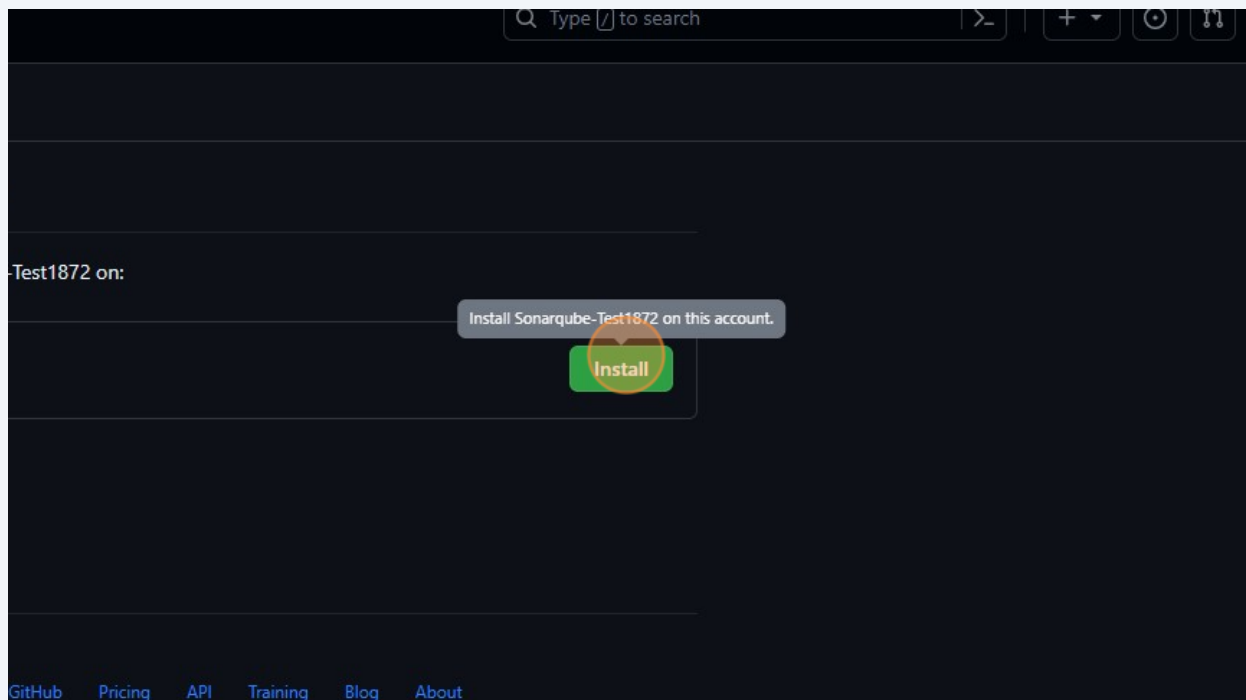 Type / to search
-Test1872 on:
Install Sonarqube-Test1872 on this account.
Install
GitHub Pricing API Training Blog About